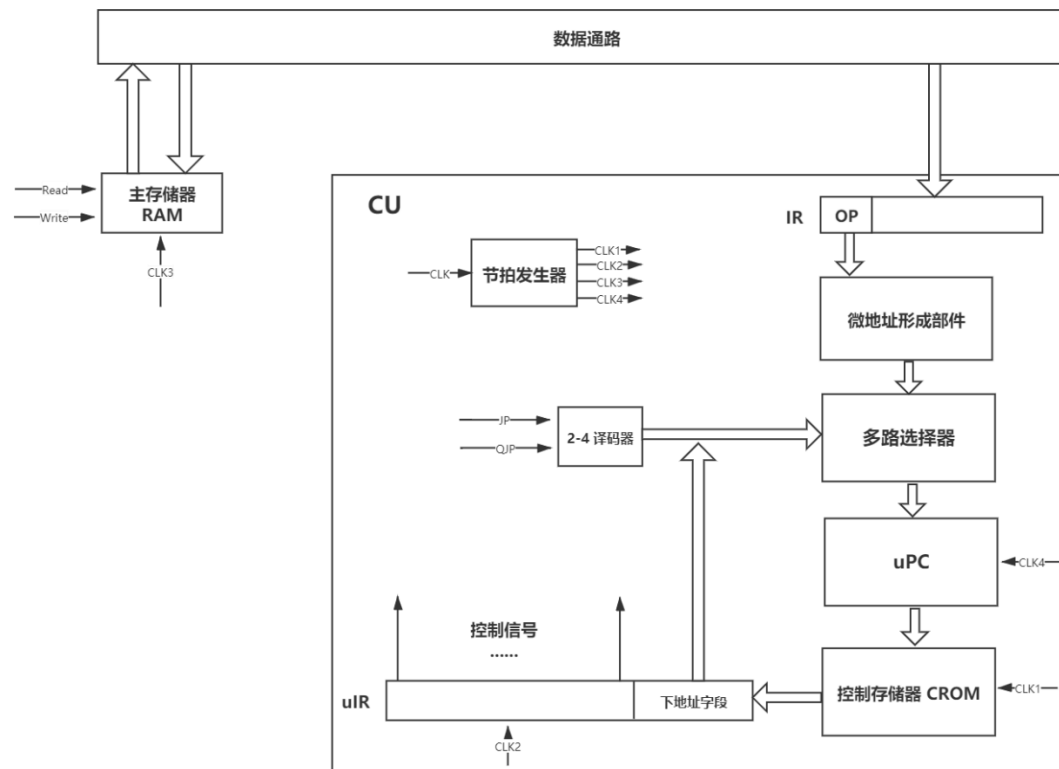 数据通路
Read
Write
主存储器
RAM
CLK3
CU
IR
OP
CLK
节拍发生器
CLK1
CLK2
CLK3
CLK4
微地址形成部件
JP
QJP
2-4 译码器
多路选择器
uPC
CLK4
控制信号
......
uIR
下地址字段
控制存储器 CROM
CLK1
CLK2